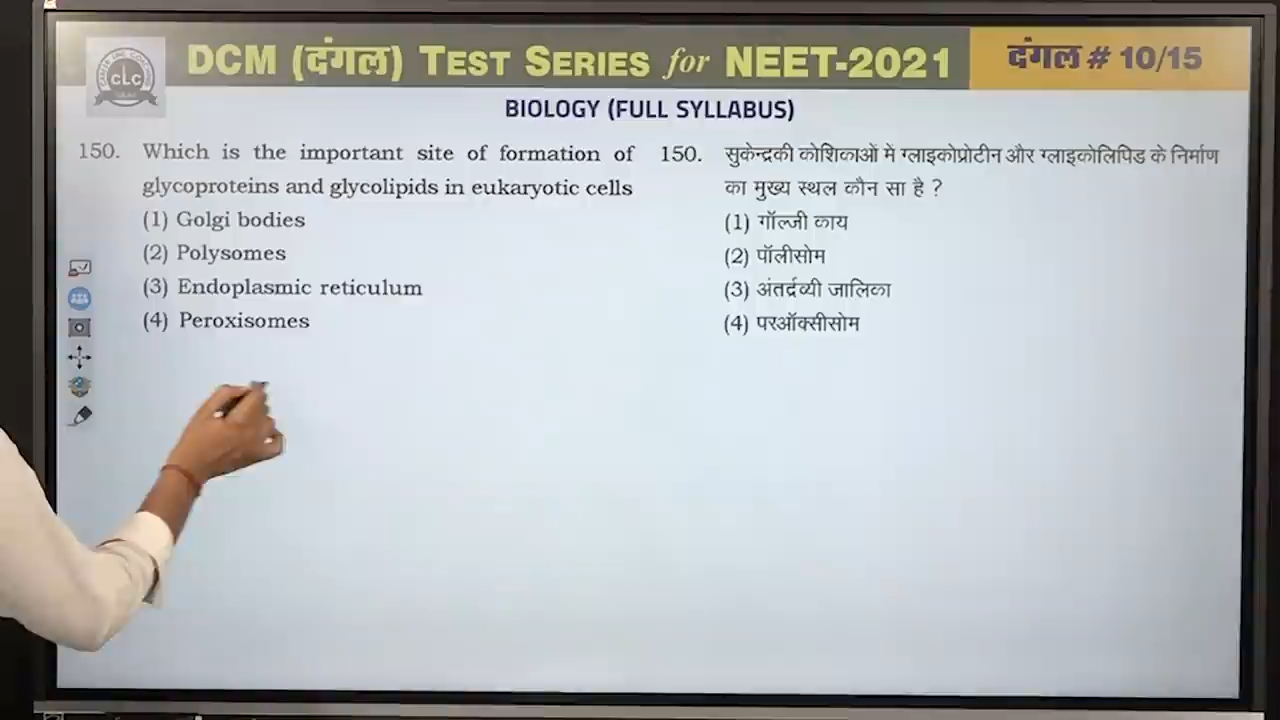 DCM (दंगल) TEST SERIES for NEET-2021
दंगल # 10/15
CLC
BIOLOGY (FULL SYLLABUS)
150. Which is the important site of formation of
glycoproteins and glycolipids in eukaryotic cells
(1) Golgi bodies
(2) Polysomes
(3) Endoplasmic reticulum
(4) Peroxisomes
150. सुकेन्द्रकी कोशिकाओं में ग्लाइकोप्रोटीन और ग्लाइकोलिपिड के निर्माण
का मुख्य स्थल कौन सा है ?
(1) गॉल्जी काय
(2) पॉलीसोम
(3) अंतर्द्रव्यी जालिका
(4) परऑक्सीसोम